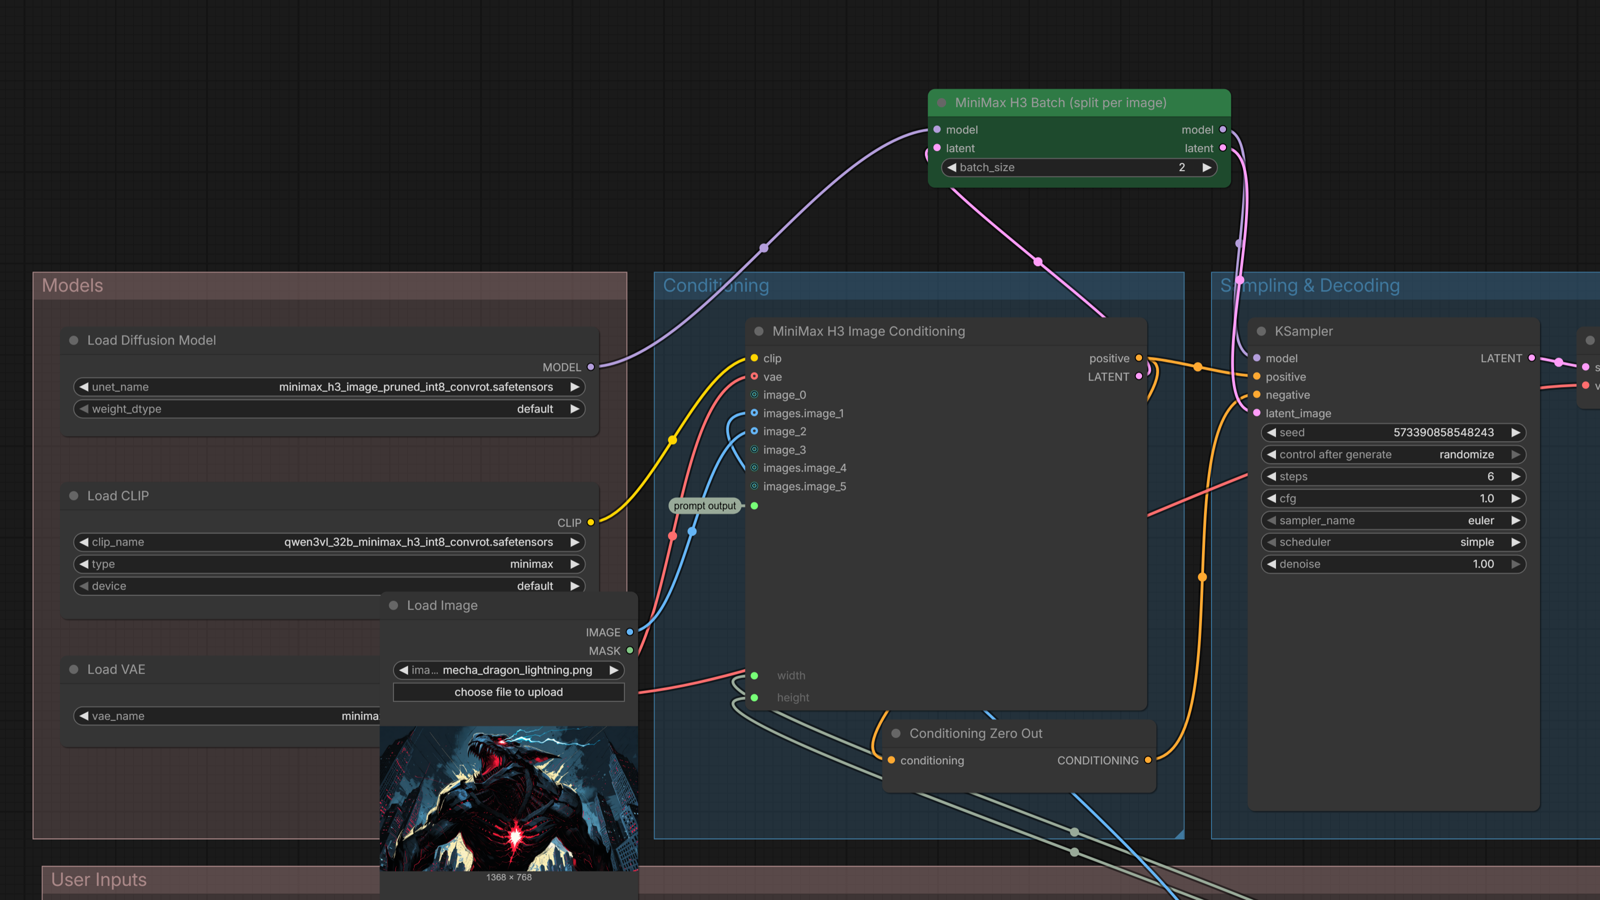 MiniMax H3 Batch (split per image)
model model
latent latent
batch_size 2
Models
Load Diffusion Model
MODEL
unet_name minimax_h3_image_pruned_int8_convrot.safetensors
weight_dtype default
Load CLIP
CLIP
clip_name qwen3vl_32b_minimax_h3_int8_convrot.safetensors
type minimax
device default
Load VAE
vae_name minima
Load Image
IMAGE
MASK
ima... mecha_dragon_lightning.png
choose file to upload
1368 × 768
User Inputs
Conditioning
MiniMax H3 Image Conditioning
clip positive
vae LATENT
image_0
images.image_1
image_2
image_3
images.image_4
images.image_5
prompt output
width
height
Conditioning Zero Out
conditioning CONDITIONING
Sampling & Decoding
KSampler
model LATENT
positive
negative
latent_image
seed 573390858548243
control after generate randomize
steps 6
cfg 1.0
sampler_name euler
scheduler simple
denoise 1.00
s
v